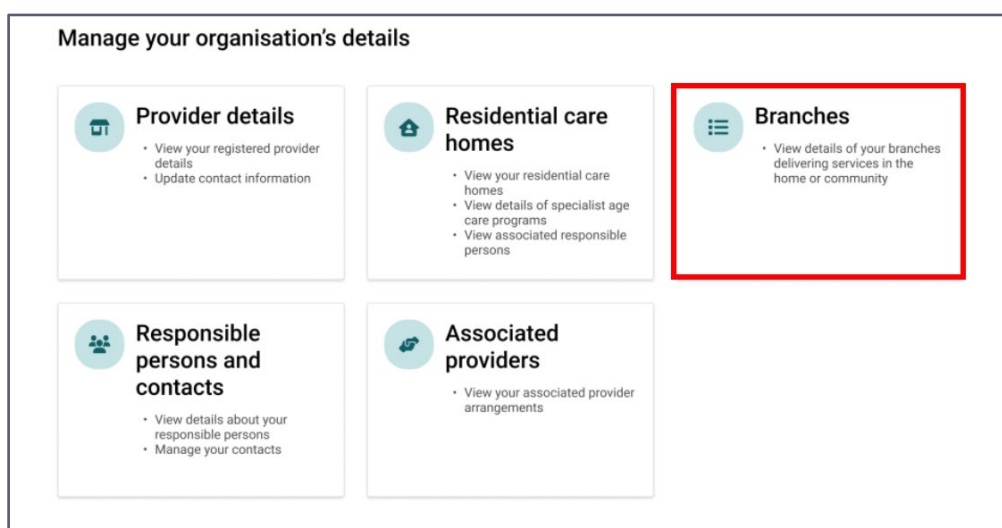 Manage your organisation's details
Provider details
• View your registered provider
details
• Update contact information
Residential care
homes
• View your residential care
homes
• View details of specialist age
care programs
• View associated responsible
persons
Branches
• View details of your branches
delivering services in the
home or community
Responsible
persons and
contacts
• View details about your
responsible persons
• Manage your contacts
Associated
providers
• View your associated provider
arrangements